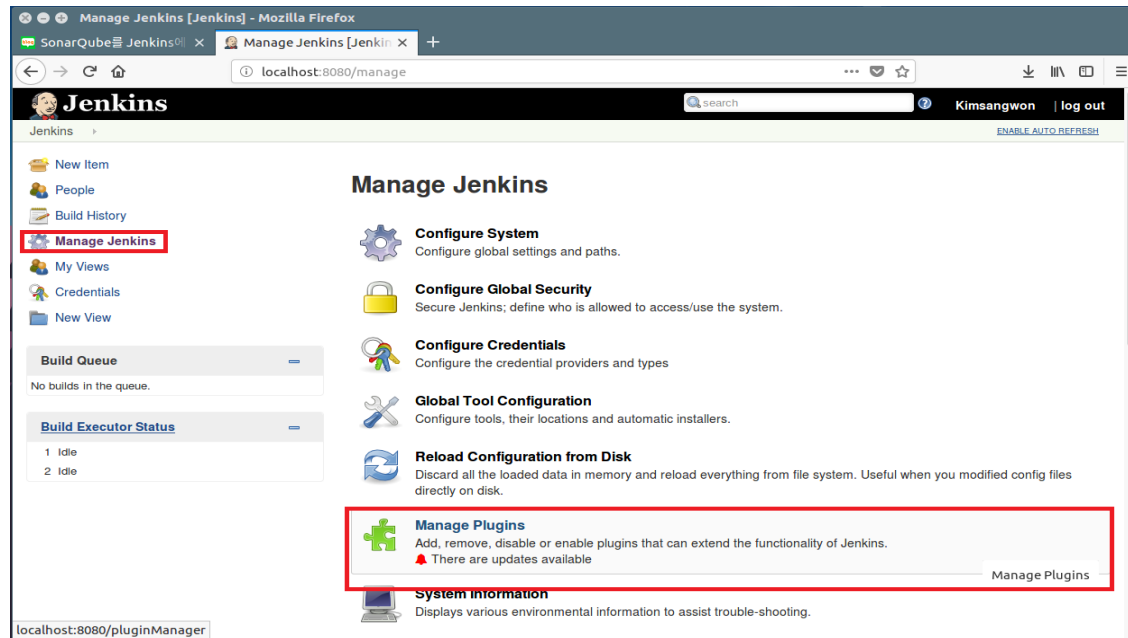 Manage Jenkins [Jenkins] - Mozilla Firefox
SonarQube를 Jenkins에
Manage Jenkins [Jenkin
localhost:8080/manage
Jenkins
search
Kimsangwon | log out
Jenkins
ENABLE AUTO REFRESH
New Item
People
Build History
Manage Jenkins
My Views
Credentials
New View
Build Queue
No builds in the queue.
Build Executor Status
1 Idle
2 Idle
Manage Jenkins
Configure System
Configure global settings and paths.
Configure Global Security
Secure Jenkins; define who is allowed to access/use the system.
Configure Credentials
Configure the credential providers and types
Global Tool Configuration
Configure tools, their locations and automatic installers.
Reload Configuration from Disk
Discard all the loaded data in memory and reload everything from file system. Useful when you modified config files
directly on disk.
Manage Plugins
Add, remove, disable or enable plugins that can extend the functionality of Jenkins.
There are updates available
Manage Plugins
System Information
Displays various environmental information to assist trouble-shooting.
localhost:8080/pluginManager